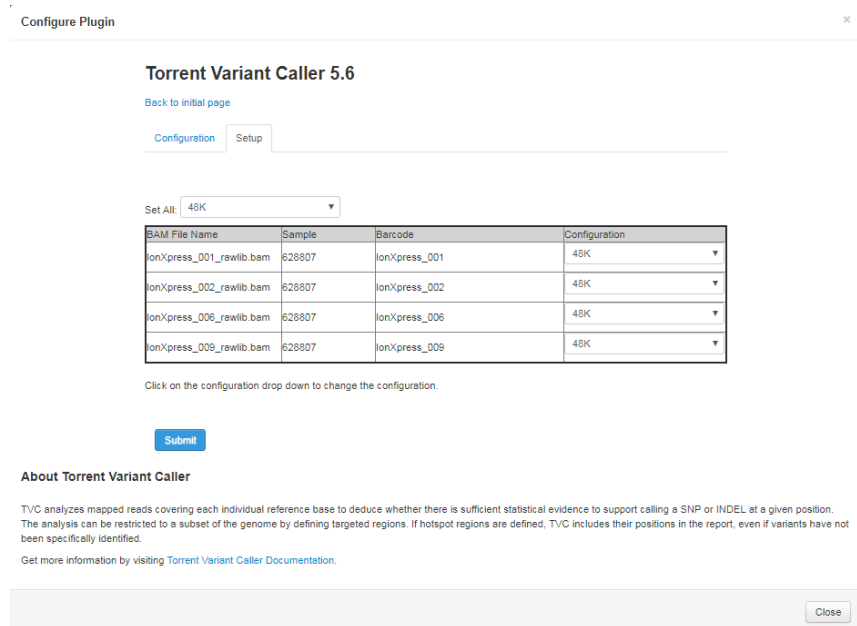 Configure Plugin ×
Torrent Variant Caller 5.6
Back to initial page
Configuration Setup
Set All: 48K
BAM File Name Sample Barcode Configuration
IonXpress_001_rawlib.bam 628807 IonXpress_001 48K
IonXpress_002_rawlib.bam 628807 IonXpress_002 48K
IonXpress_006_rawlib.bam 628807 IonXpress_006 48K
IonXpress_009_rawlib.bam 628807 IonXpress_009 48K
Click on the configuration drop down to change the configuration.
Submit
About Torrent Variant Caller
TVC analyzes mapped reads covering each individual reference base to deduce whether there is sufficient statistical evidence to support calling a SNP or INDEL at a given position.
The analysis can be restricted to a subset of the genome by defining targeted regions. If hotspot regions are defined, TVC includes their positions in the report, even if variants have not
been specifically identified.
Get more information by visiting Torrent Variant Caller Documentation.
Close